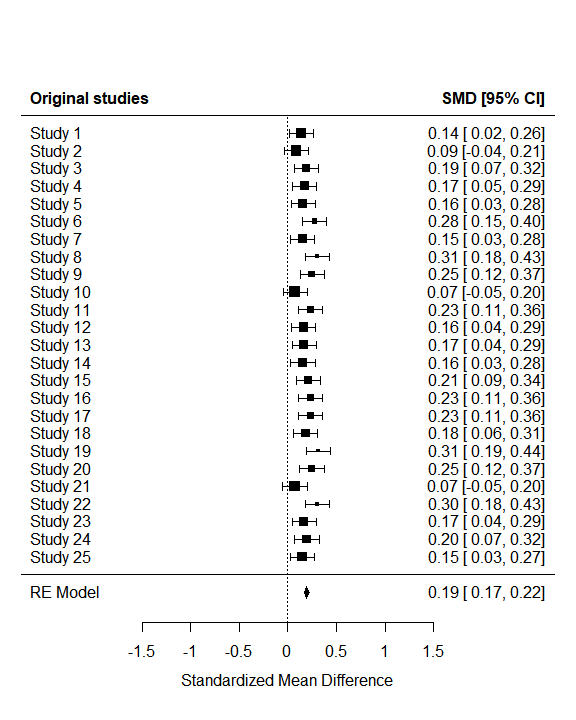 Original studies SMD [95% CI]
Study 1 0.14 [ 0.02, 0.26]
Study 2 0.09 [-0.04, 0.21]
Study 3 0.19 [ 0.07, 0.32]
Study 4 0.17 [ 0.05, 0.29]
Study 5 0.16 [ 0.03, 0.28]
Study 6 0.28 [ 0.15, 0.40]
Study 7 0.15 [ 0.03, 0.28]
Study 8 0.31 [ 0.18, 0.43]
Study 9 0.25 [ 0.12, 0.37]
Study 10 0.07 [-0.05, 0.20]
Study 11 0.23 [ 0.11, 0.36]
Study 12 0.16 [ 0.04, 0.29]
Study 13 0.17 [ 0.04, 0.29]
Study 14 0.16 [ 0.03, 0.28]
Study 15 0.21 [ 0.09, 0.34]
Study 16 0.23 [ 0.11, 0.36]
Study 17 0.23 [ 0.11, 0.36]
Study 18 0.18 [ 0.06, 0.31]
Study 19 0.31 [ 0.19, 0.44]
Study 20 0.25 [ 0.12, 0.37]
Study 21 0.07 [-0.05, 0.20]
Study 22 0.30 [ 0.18, 0.43]
Study 23 0.17 [ 0.04, 0.29]
Study 24 0.20 [ 0.07, 0.32]
Study 25 0.15 [ 0.03, 0.27]
RE Model 0.19 [ 0.17, 0.22]
-1.5 -1 -0.5 0 0.5 1 1.5
Standardized Mean Difference